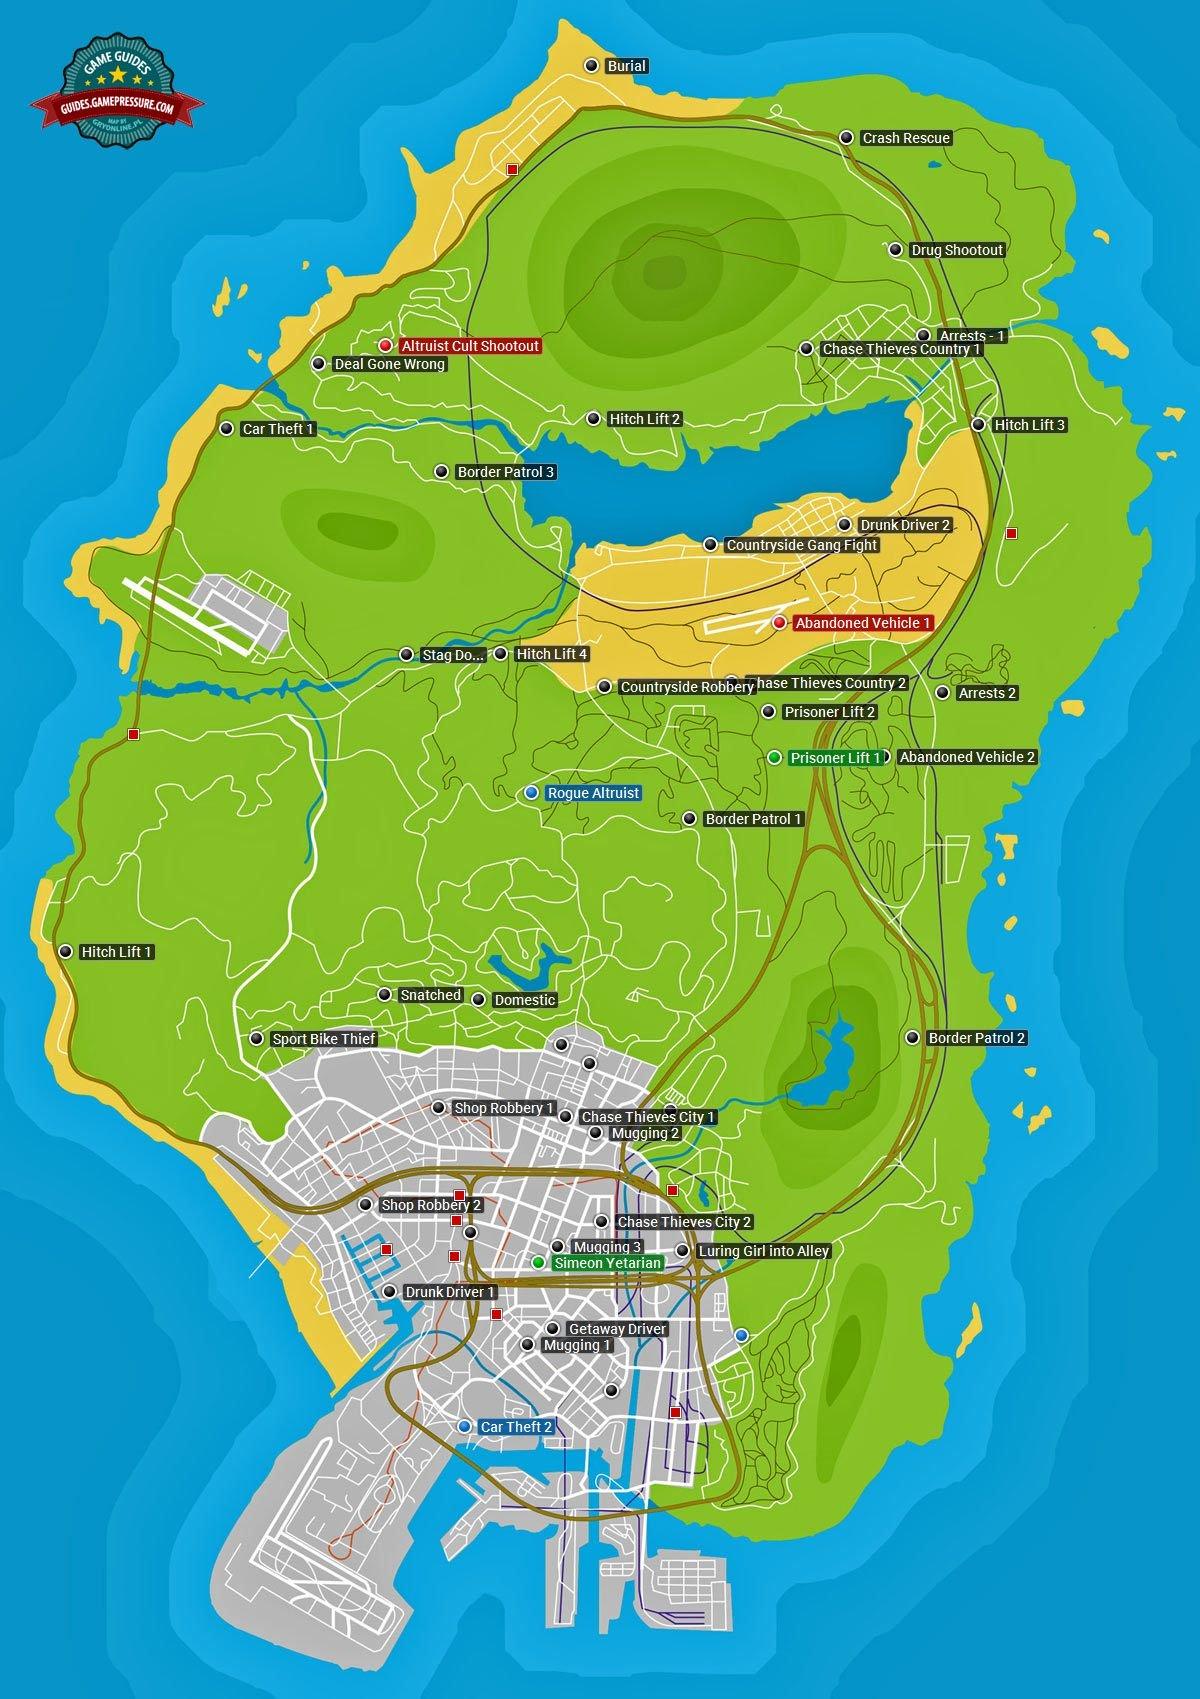 GAME GUIDES
GUIDES.GAMEPRESSURE.COM
MAP BY
GRYONLINE.PL
Burial
Crash Rescue
Drug Shootout
Arrests - 1
Altruist Cult Shootout
Chase Thieves Country 1
Deal Gone Wrong
Hitch Lift 2
Hitch Lift 3
Car Theft 1
Border Patrol 3
Drunk Driver 2
Countryside Gang Fight
Abandoned Vehicle 1
Stag Do...
Hitch Lift 4
Countryside Robbery
hase Thieves Country 2
Arrests 2
Prisoner Lift 2
Prisoner Lift 1
Abandoned Vehicle 2
Rogue Altruist
Border Patrol 1
Hitch Lift 1
Snatched
Domestic
Sport Bike Thief
Border Patrol 2
Shop Robbery 1
Chase Thieves City 1
Mugging 2
Shop Robbery 2
Chase Thieves City 2
Mugging 3
Luring Girl into Alley
Simeon Yetarian
Drunk Driver 1
Getaway Driver
Mugging 1
Car Theft 2